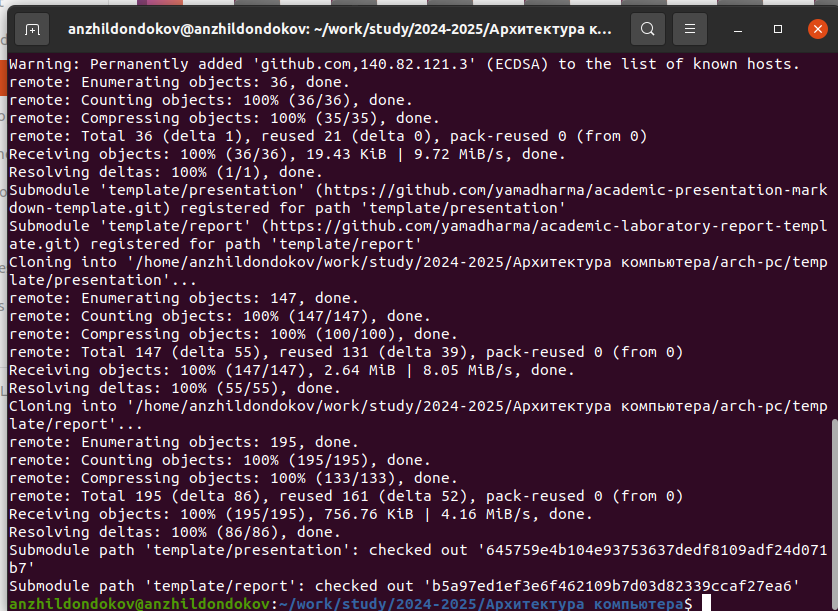 anzhildondokov@anzhildondokov: ~/work/study/2024-2025/Архитектура к...
Warning: Permanently added 'github.com,140.82.121.3' (ECDSA) to the list of known hosts.
remote: Enumerating objects: 36, done.
remote: Counting objects: 100% (36/36), done.
remote: Compressing objects: 100% (35/35), done.
remote: Total 36 (delta 1), reused 21 (delta 0), pack-reused 0 (from 0)
Receiving objects: 100% (36/36), 19.43 KiB | 9.72 MiB/s, done.
Resolving deltas: 100% (1/1), done.
Submodule 'template/presentation' (https://github.com/yamadharma/academic-presentation-mark
down-template.git) registered for path 'template/presentation'
Submodule 'template/report' (https://github.com/yamadharma/academic-laboratory-report-templ
ate.git) registered for path 'template/report'
Cloning into '/home/anzhildondokov/work/study/2024-2025/Архитектура компьютера/arch-pc/temp
late/presentation'...
remote: Enumerating objects: 147, done.
remote: Counting objects: 100% (147/147), done.
remote: Compressing objects: 100% (100/100), done.
remote: Total 147 (delta 55), reused 131 (delta 39), pack-reused 0 (from 0)
Receiving objects: 100% (147/147), 2.64 MiB | 8.05 MiB/s, done.
Resolving deltas: 100% (55/55), done.
Cloning into '/home/anzhildondokov/work/study/2024-2025/Архитектура компьютера/arch-pc/temp
late/report'...
remote: Enumerating objects: 195, done.
remote: Counting objects: 100% (195/195), done.
remote: Compressing objects: 100% (133/133), done.
remote: Total 195 (delta 86), reused 161 (delta 52), pack-reused 0 (from 0)
Receiving objects: 100% (195/195), 756.76 KiB | 4.16 MiB/s, done.
Resolving deltas: 100% (86/86), done.
Submodule path 'template/presentation': checked out '645759e4b104e93753637dedf8109adf24d071
b7'
Submodule path 'template/report': checked out 'b5a97ed1ef3e6f462109b7d03d82339ccaf27ea6'
anzhildondokov@anzhildondokov:~/work/study/2024-2025/Архитектура компьютера$